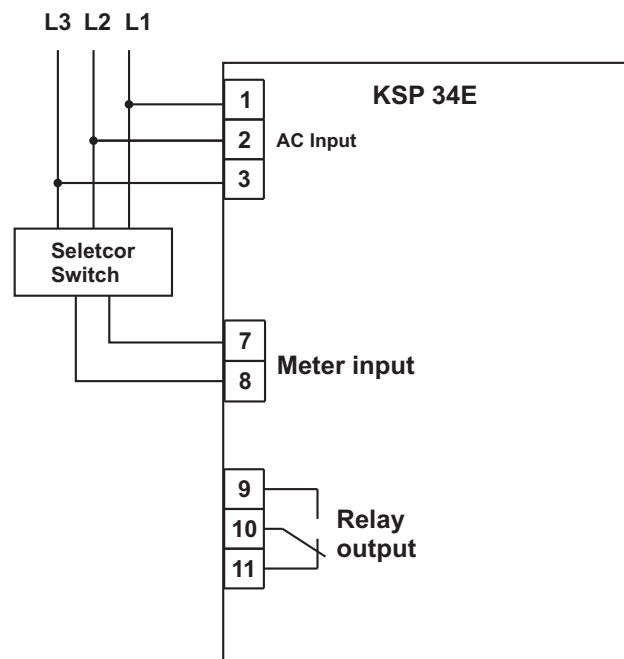 L3 L2 L1
KSP 34E
1
2 AC Input
3
Seletcor
Switch
7
Meter input
8
9
Relay
10
output
11